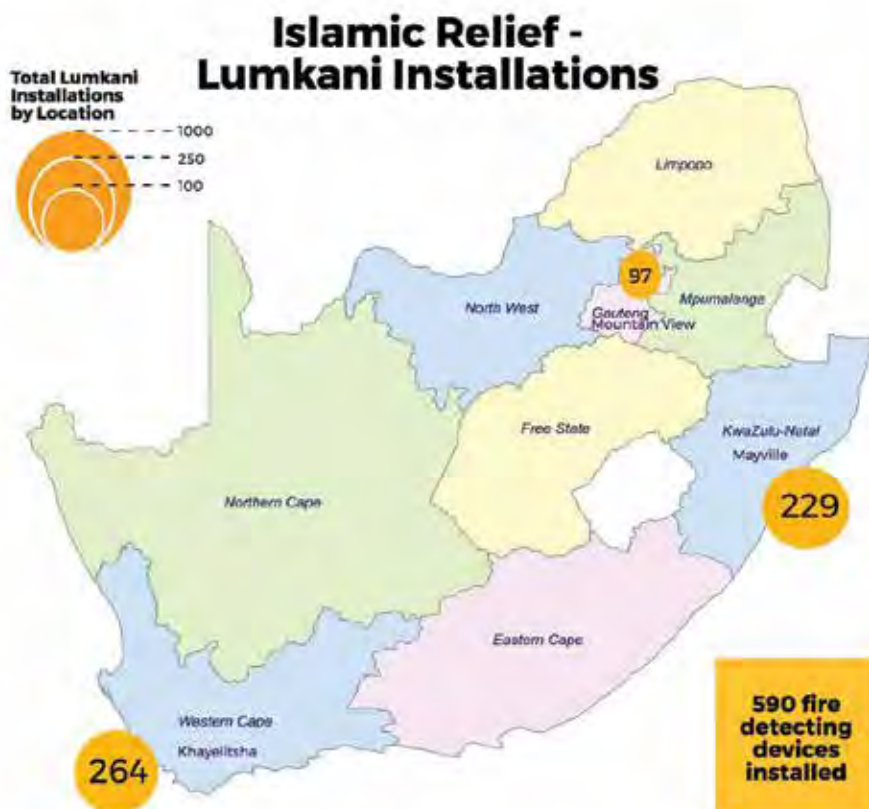 Islamic Relief -
Lumkani Installations
Total Lumkani
Installations
by Location
1000
250
100
Limpopo
97
North West
Mpumalanga
Gauteng
Mountain View
Free State
KwaZulu-Natal
Mayville
229
Northern Cape
Eastern Cape
Western Cape
Khayelitsha
264
590 fire
detecting
devices
installed